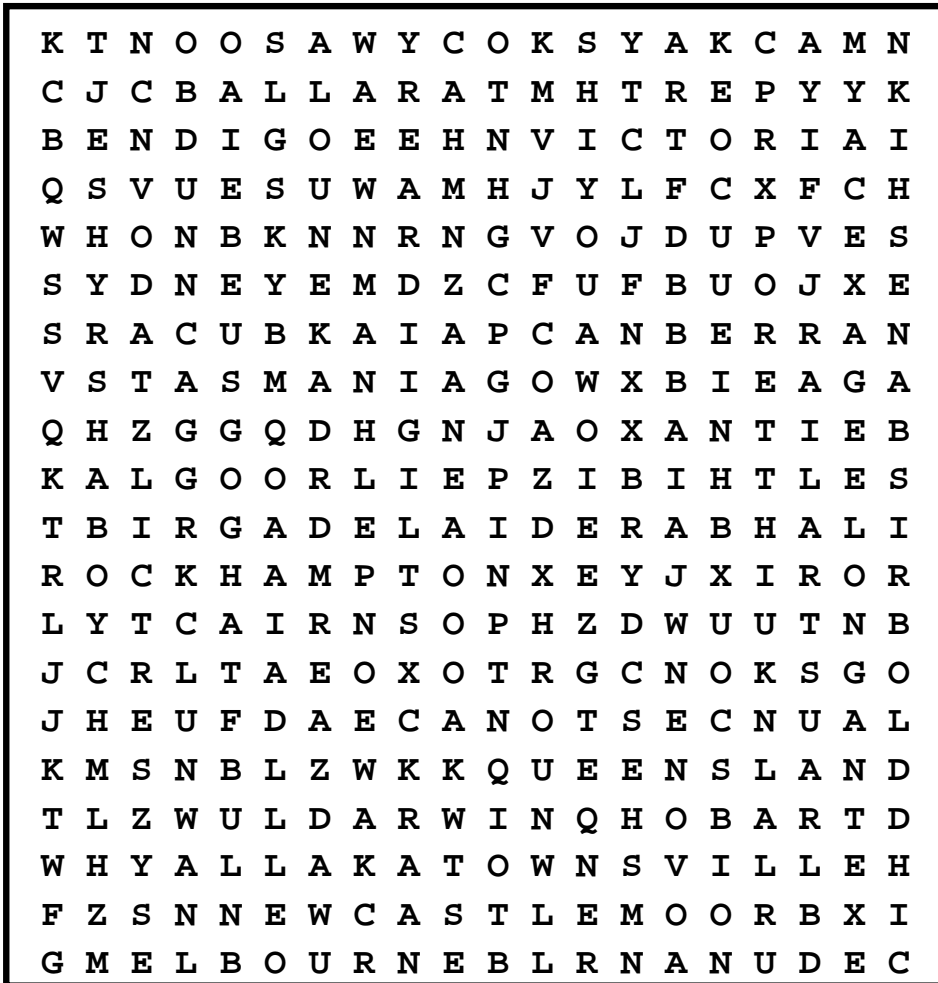 K T N O O S A W Y C O K S Y A K C A M N
C J C B A L L A R A T M H T R E P Y Y K
B E N D I G O E E H N V I C T O R I A I
Q S V U E S U W A M H J Y L F C X F C H
W H O N B K N N R N G V O J D U P V E S
S Y D N E Y E M D Z C F U F B U O J X E
S R A C U B K A I A P C A N B E R R A N
V S T A S M A N I A G O W X B I E A G A
Q H Z G G Q D H G N J A O X A N T I E B
K A L G O O R L I E P Z I B I H T L E S
T B I R G A D E L A I D E R A B H A L I
R O C K H A M P T O N X E Y J X I R O R
L Y T C A I R N S O P H Z D W U U T N B
J C R L T A E O X O T R G C N O K S G O
J H E U F D A E C A N O T S E C N U A L
K M S N B L Z W K K Q U E E N S L A N D
T L Z W U L D A R W I N Q H O B A R T D
W H Y A L L A K A T O W N S V I L L E H
F Z S N N E W C A S T L E M O O R B X I
G M E L B O U R N E B L R N A N U D E C